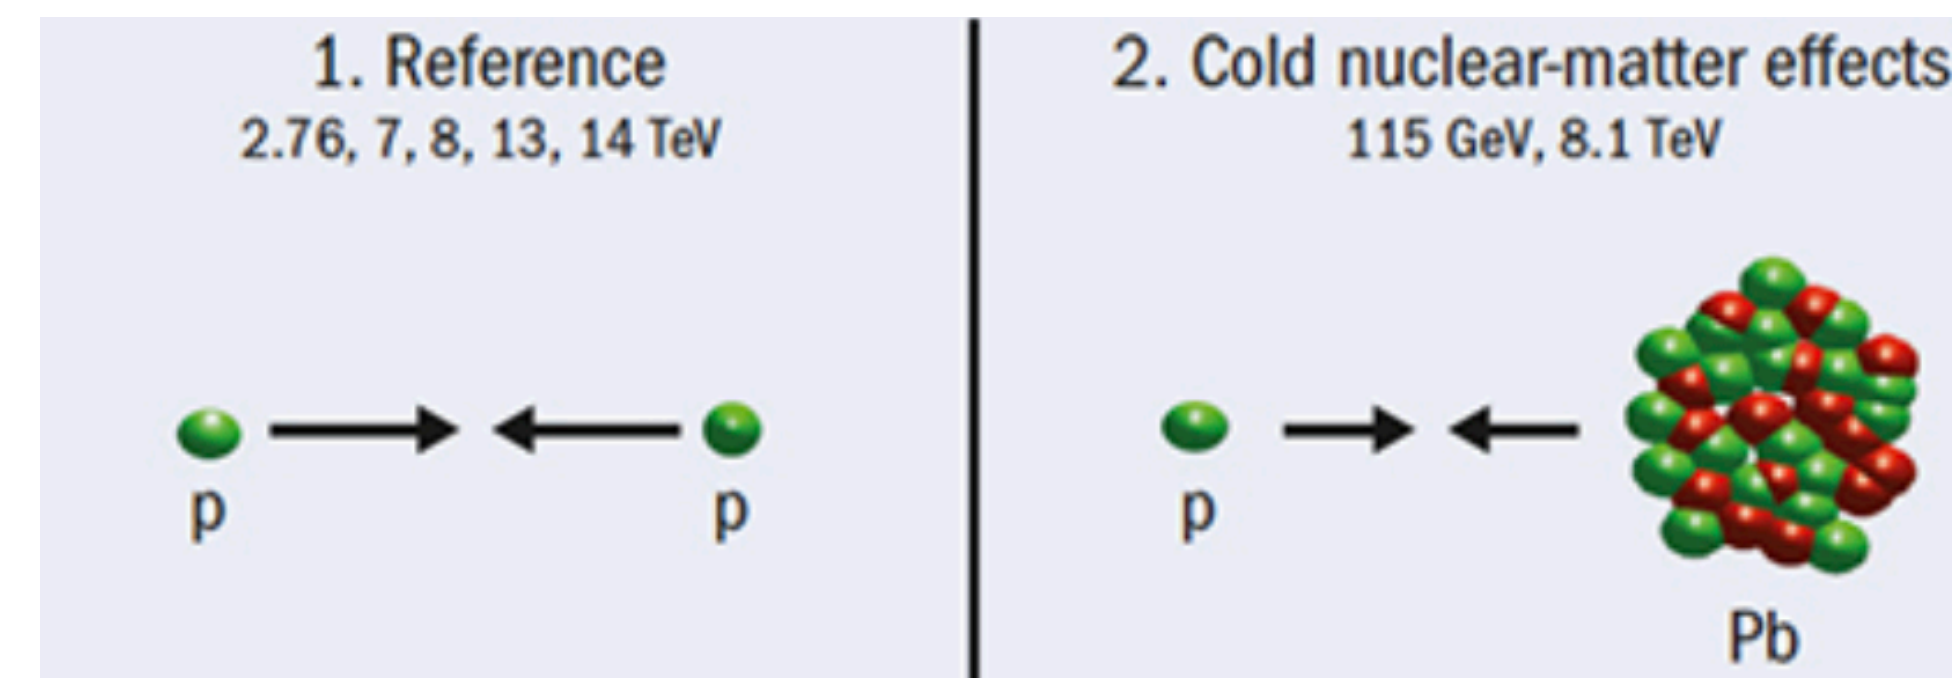 1. Reference
2.76, 7, 8, 13, 14 TeV
p
p
2. Cold nuclear-matter effects
115 GeV, 8.1 TeV
p
Pb